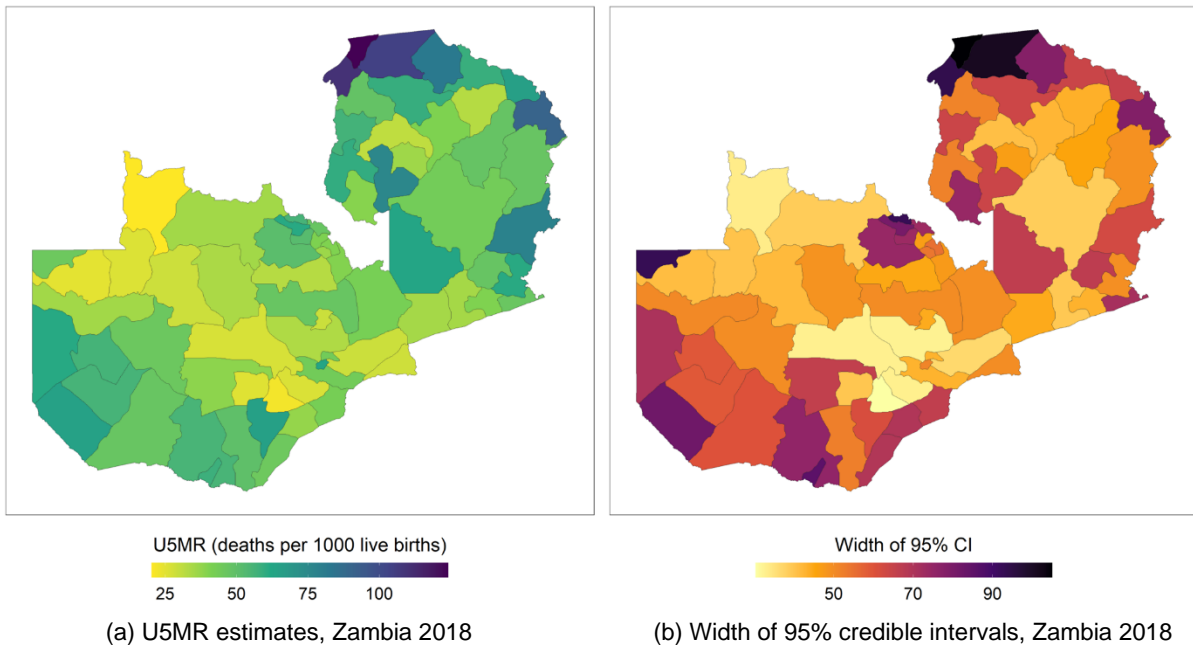 U5MR (deaths per 1000 live births)
25 50 75 100
(a) U5MR estimates, Zambia 2018
Width of 95% CI
50 70 90
(b) Width of 95% credible intervals, Zambia 2018